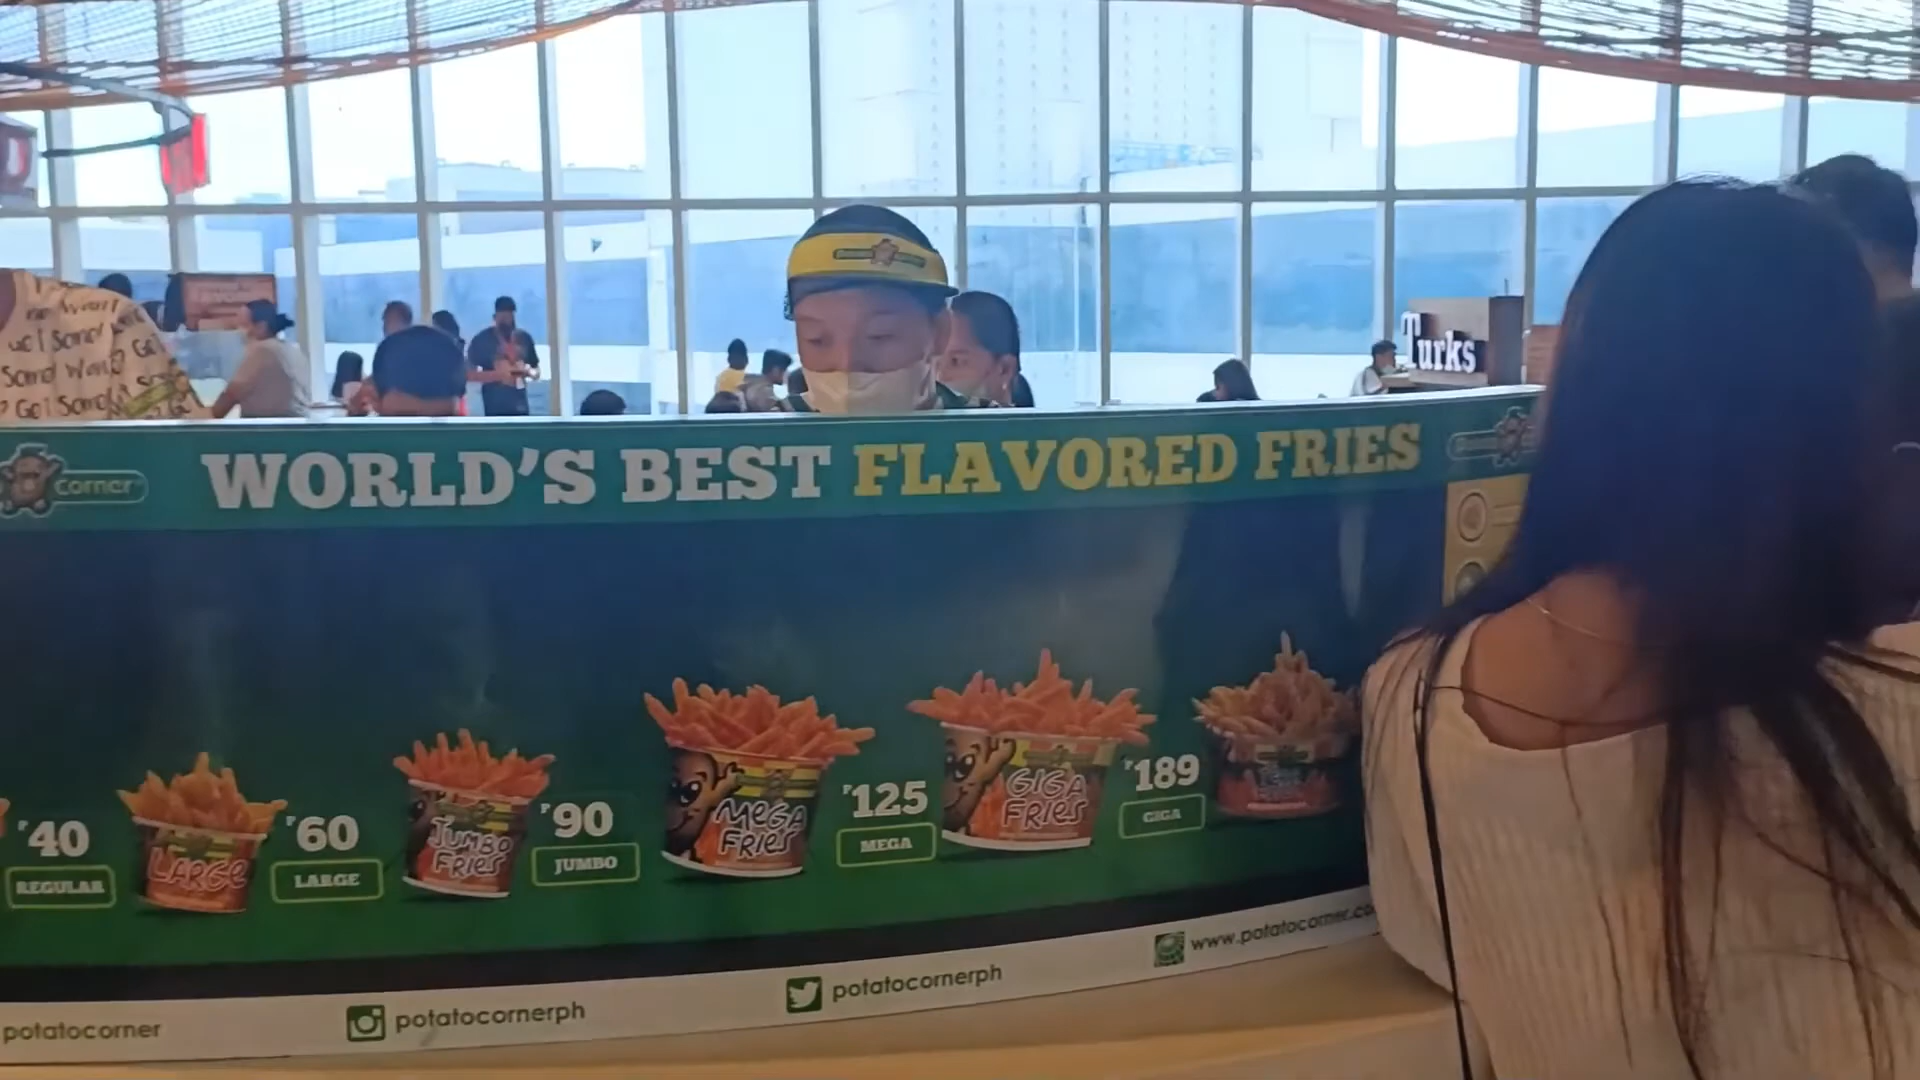 Turks
WORLD'S BEST FLAVORED FRIES
corner
₱40
REGULAR
LARGE
₱60
LARGE
JUMBO
FRIES
₱90
JUMBO
MEGA
FRIES
₱125
MEGA
GIGA
FRIES
₱189
GIGA
potatocorner
potatocornerph
potatocornerph
www.potatocorner.co